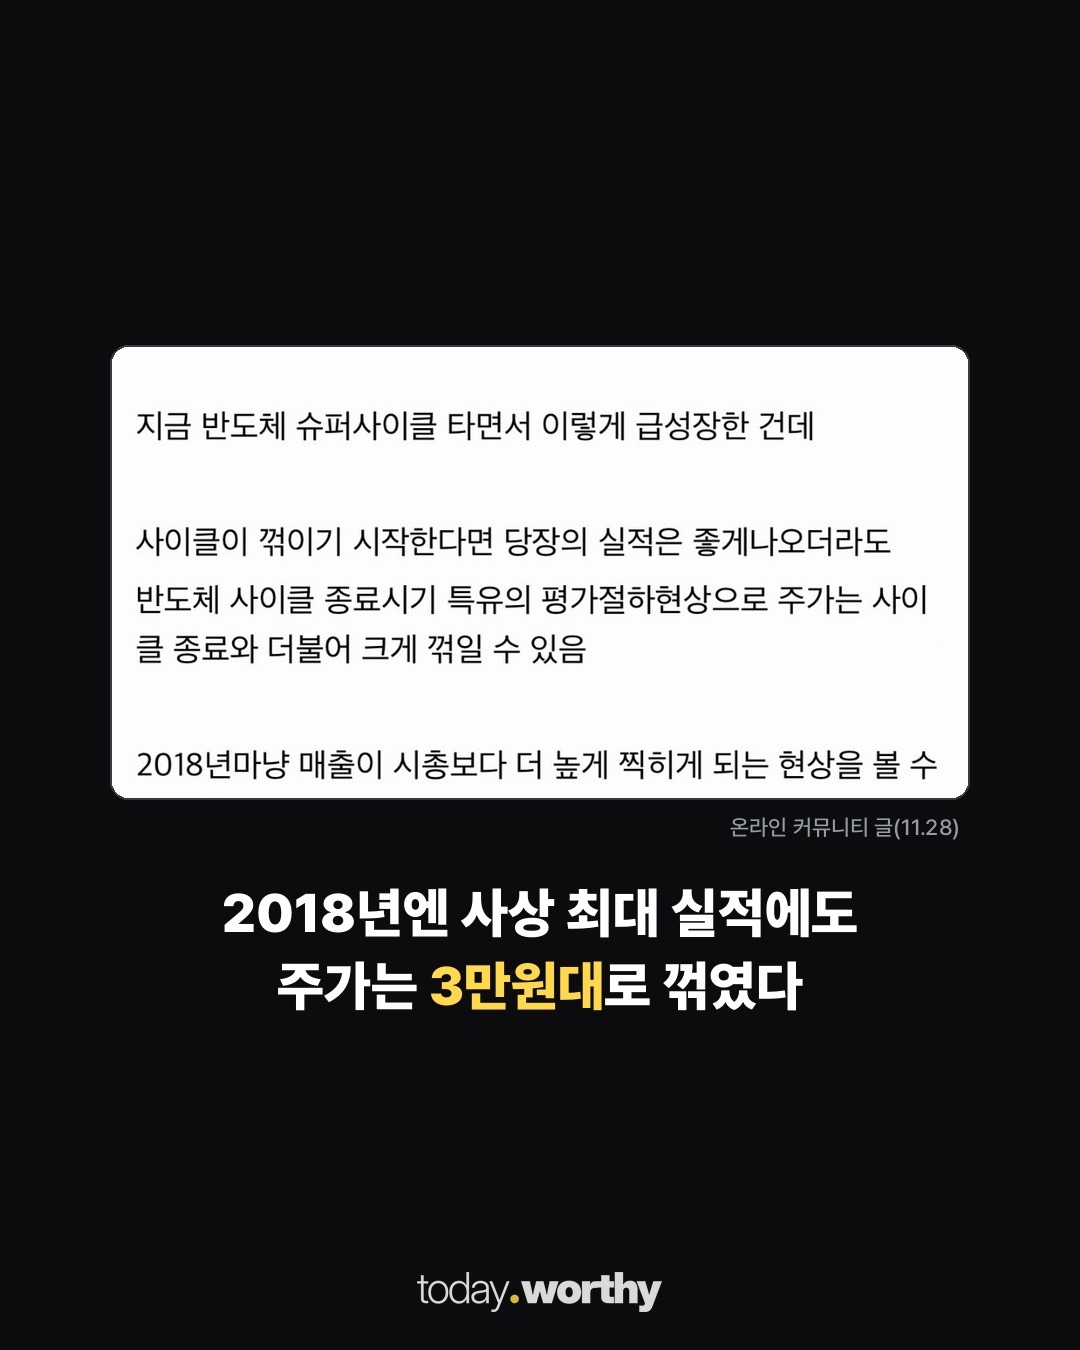 지금 반도체 슈퍼사이클 타면서 이렇게 급성장한 건데
사이클이 꺾이기 시작한다면 당장의 실적은 좋게나오더라도
반도체 사이클 종료시기 특유의 평가절하현상으로 주가는 사이
클 종료와 더불어 크게 꺾일 수 있음
2018년마냥 매출이 시총보다 더 높게 찍히게 되는 현상을 볼 수
온라인 커뮤니티 글(11.28)
2018년엔 사상 최대 실적에도
주가는 3만원대로 꺾였다
today.worthy